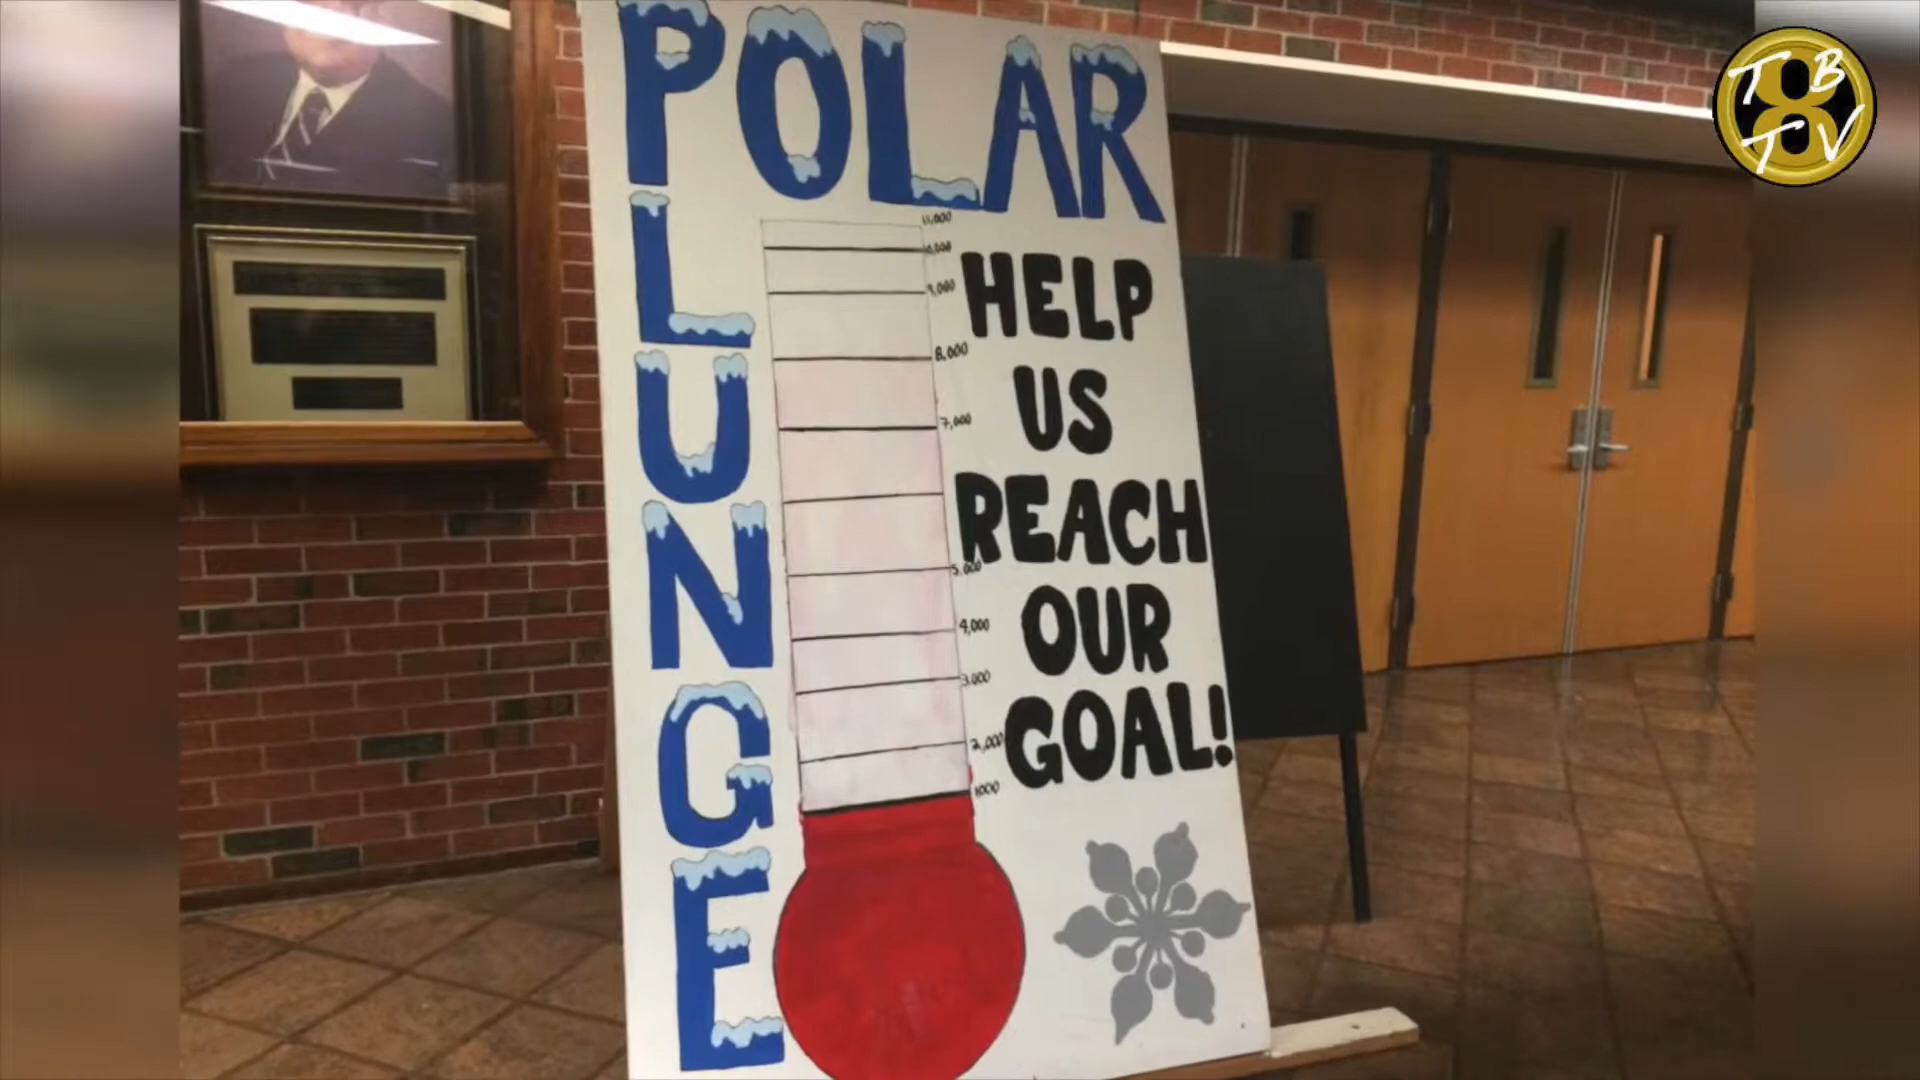 POLAR
PLUNGE
11,000
10,000
9,000
HELP
8,000
US
7,000
REACH
5,000
OUR
4,000
3,000
GOAL!
2,000
1000
T 8 B
T V